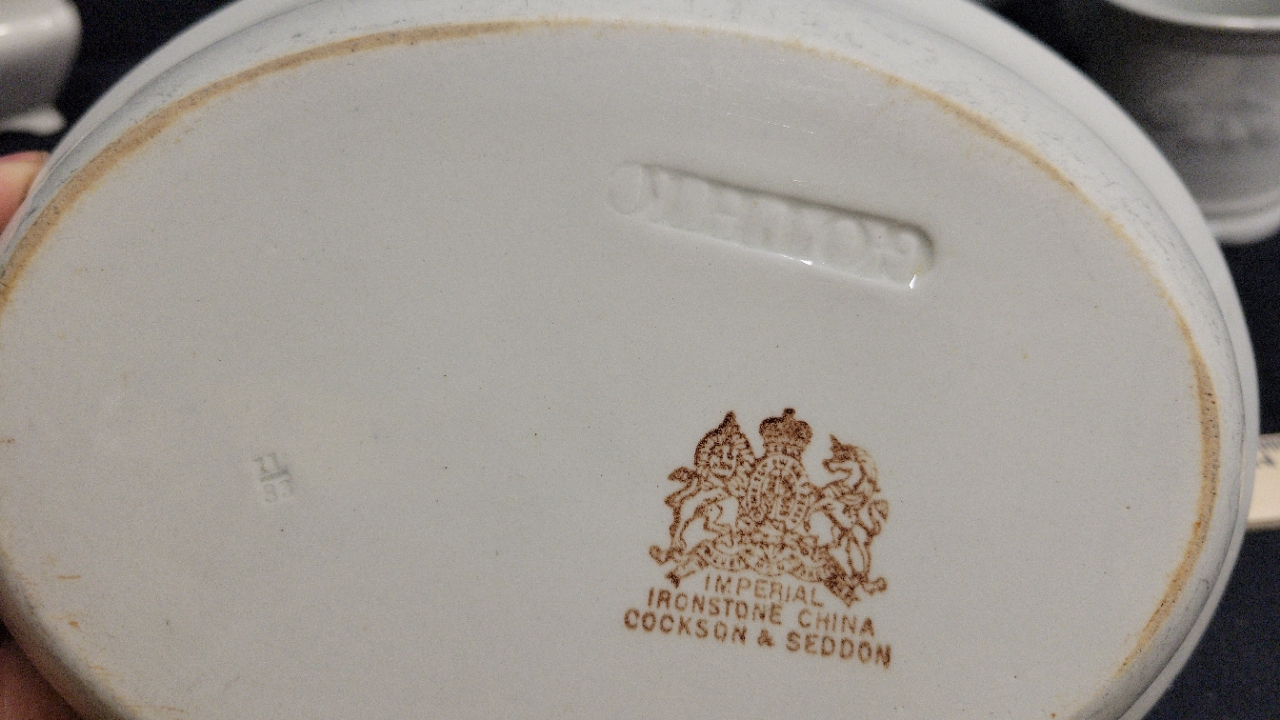 IMPERIAL
IRONSTONE CHINA
COCKSON & SEDDON